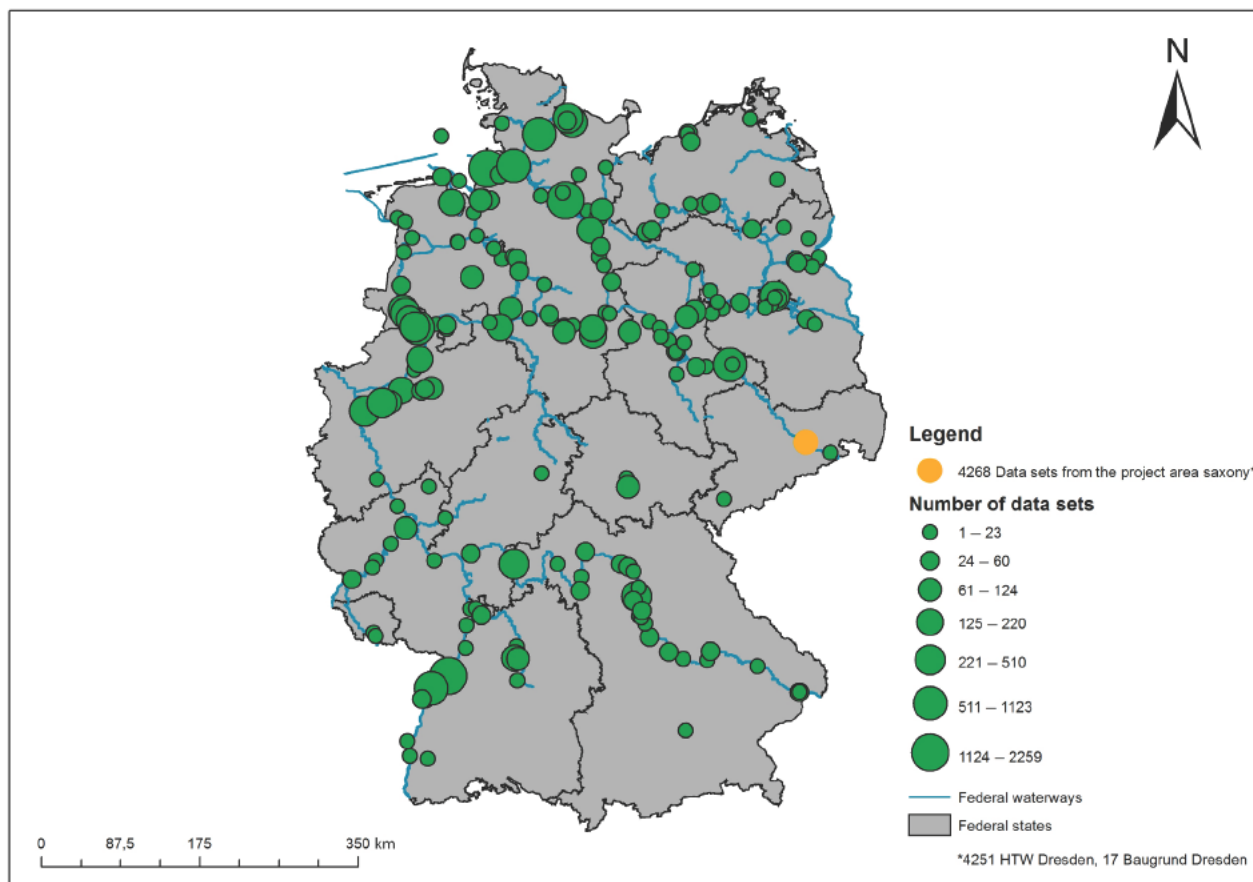 N
Legend
4268 Data sets from the project area saxony*
Number of data sets
1 – 23
24 – 60
61 – 124
125 – 220
221 – 510
511 – 1123
1124 – 2259
Federal waterways
Federal states
*4251 HTW Dresden, 17 Baugrund Dresden
0 87,5 175 350 km